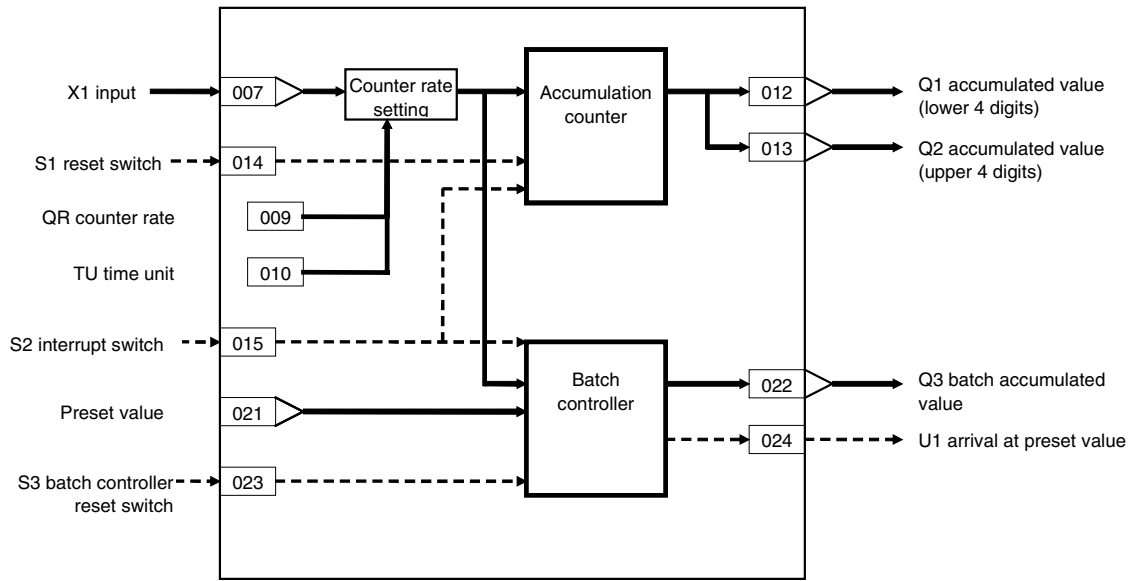 X1 input
007
Counter rate
setting
Accumulation
counter
012
Q1 accumulated value
(lower 4 digits)
013
Q2 accumulated value
(upper 4 digits)
S1 reset switch
014
QR counter rate
009
TU time unit
010
S2 interrupt switch
015
Batch
controller
022
Q3 batch accumulated
value
Preset value
021
024
U1 arrival at preset value
S3 batch controller
reset switch
023